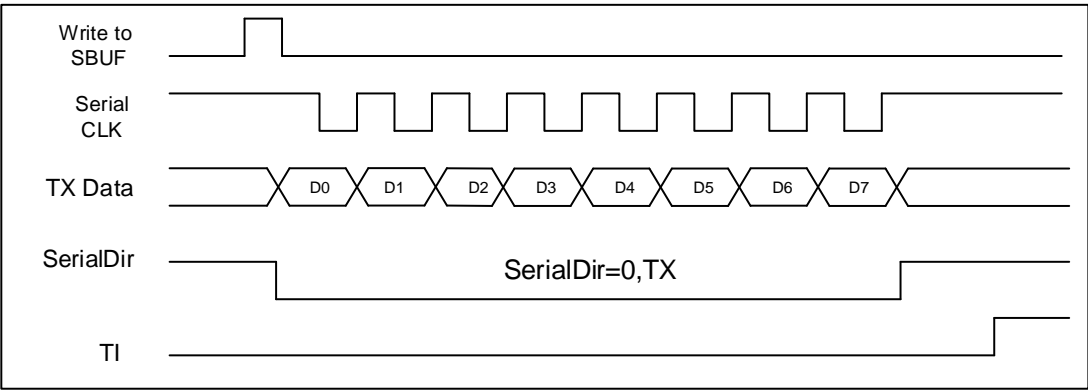 Write to
SBUF
Serial
CLK
TX Data
D0 D1 D2 D3 D4 D5 D6 D7
SerialDir
SerialDir=0,TX
TI